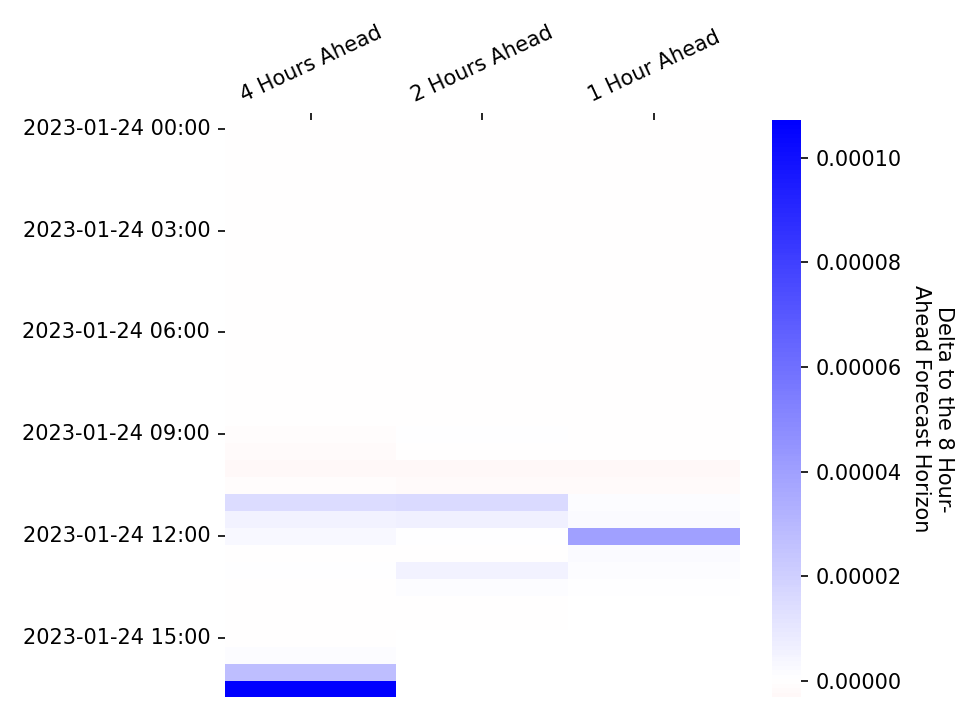 4 Hours Ahead
2 Hours Ahead
1 Hour Ahead
2023-01-24 00:00
2023-01-24 03:00
2023-01-24 06:00
2023-01-24 09:00
2023-01-24 12:00
2023-01-24 15:00
0.00010
0.00008
0.00006
0.00004
0.00002
0.00000
Delta to the 8 Hour-
Ahead Forecast Horizon